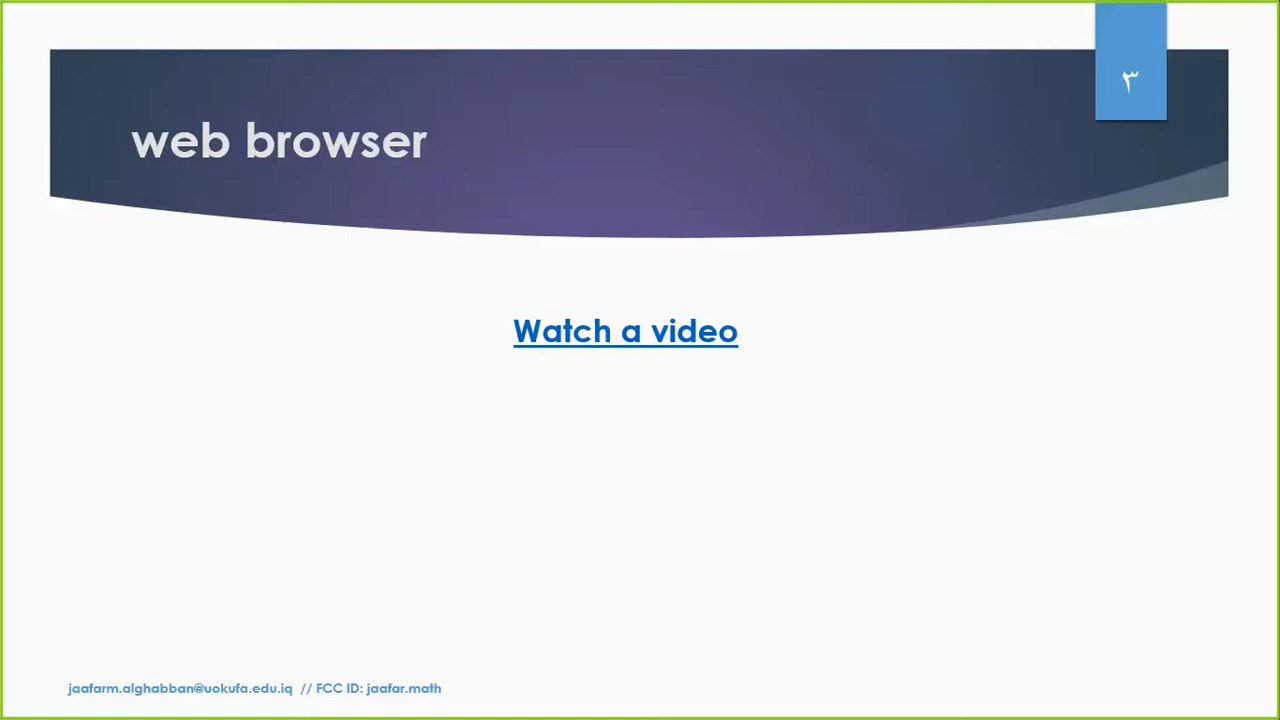 ٣
web browser
Watch a video
jaafarm.alghabban@uokufa.edu.iq // FCC ID: jaafar.math